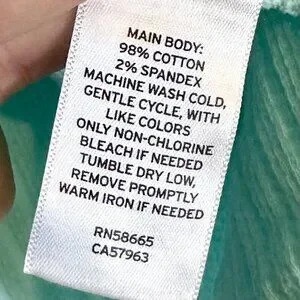 MAIN BODY:
98% COTTON
2% SPANDEX
MACHINE WASH COLD,
GENTLE CYCLE, WITH
LIKE COLORS
ONLY NON-CHLORINE
BLEACH IF NEEDED
TUMBLE DRY LOW,
REMOVE PROMPTLY
WARM IRON IF NEEDED
RN58665
CA57963